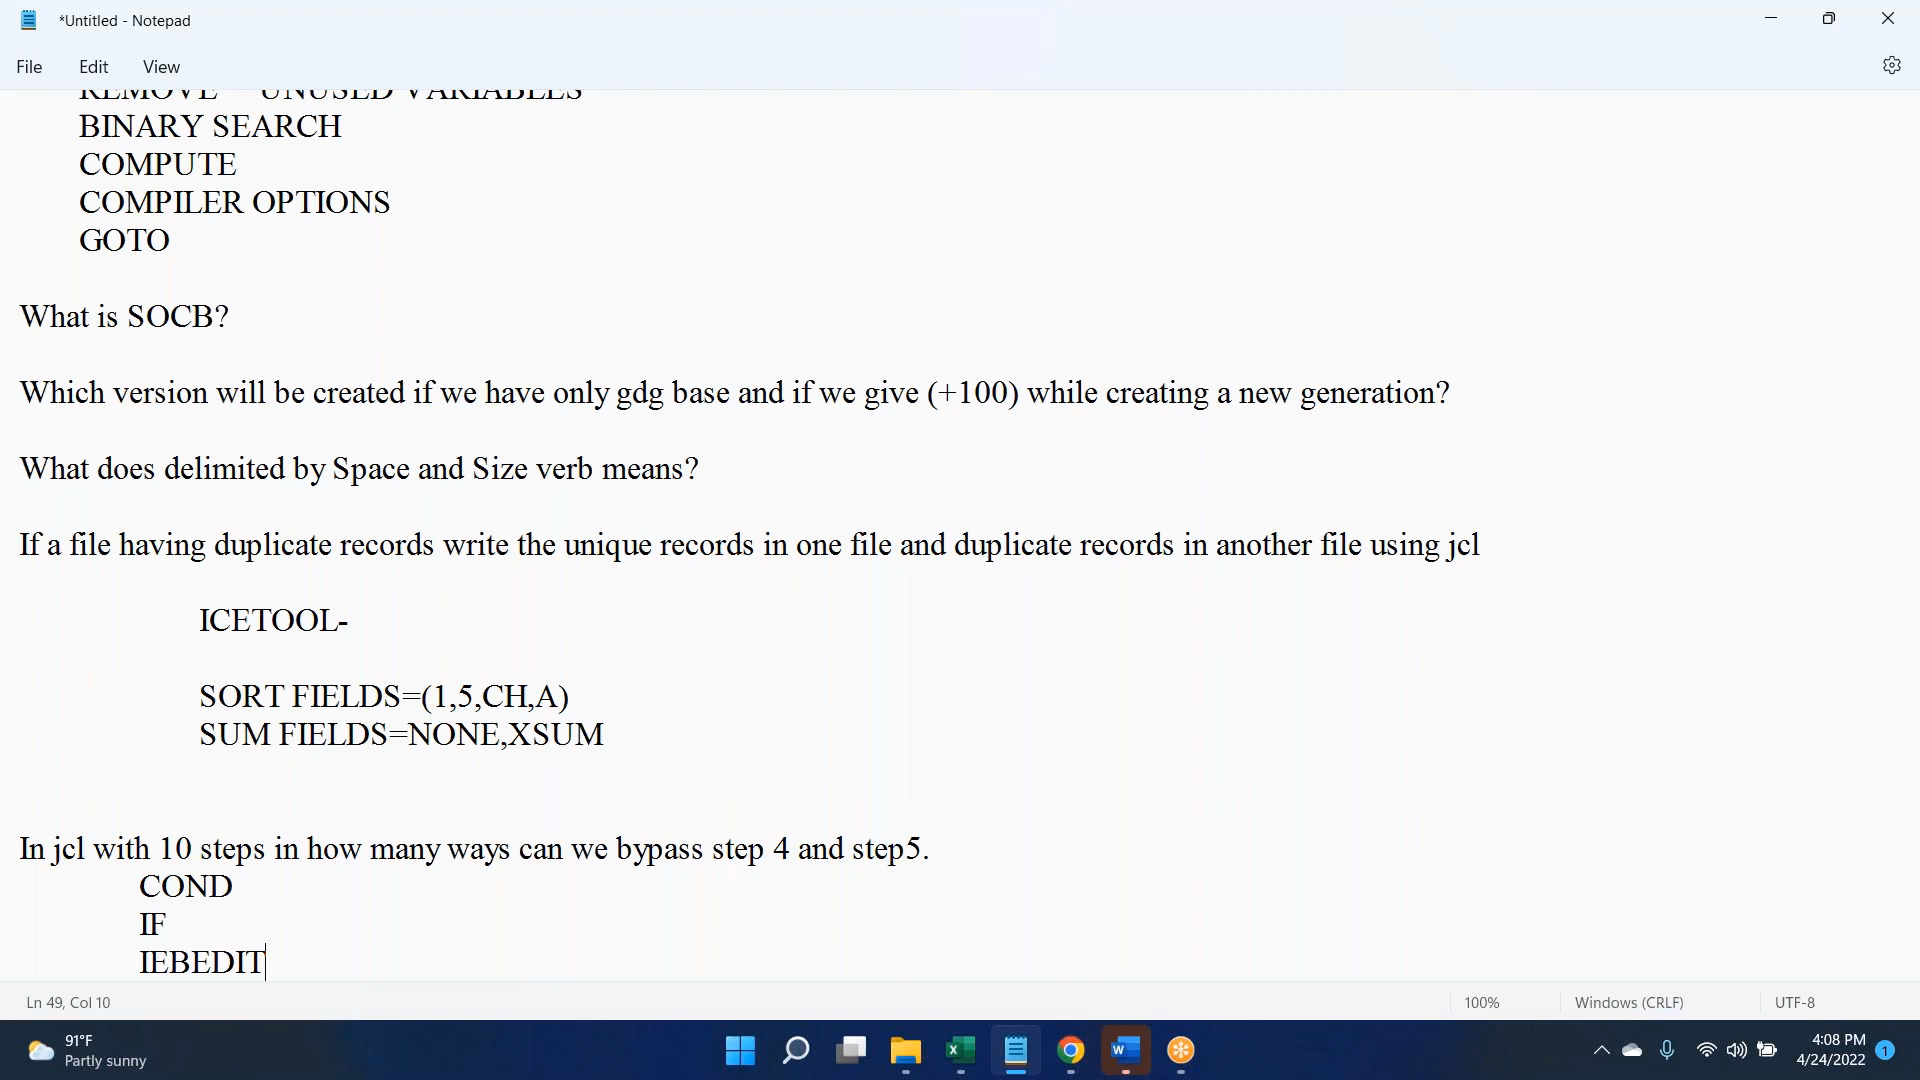 *Untitled - Notepad
File Edit View
REMOVE UNUSED VARIABLES
BINARY SEARCH
COMPUTE
COMPILER OPTIONS
GOTO
What is SOCB?
Which version will be created if we have only gdg base and if we give (+100) while creating a new generation?
What does delimited by Space and Size verb means?
If a file having duplicate records write the unique records in one file and duplicate records in another file using jcl
ICETOOL-
SORT FIELDS=(1,5,CH,A)
SUM FIELDS=NONE,XSUM
In jcl with 10 steps in how many ways can we bypass step 4 and step5.
COND
IF
IEBEDIT
Ln 49, Col 10
100%
Windows (CRLF)
UTF-8
91°F
Partly sunny
4:08 PM
4/24/2022
1